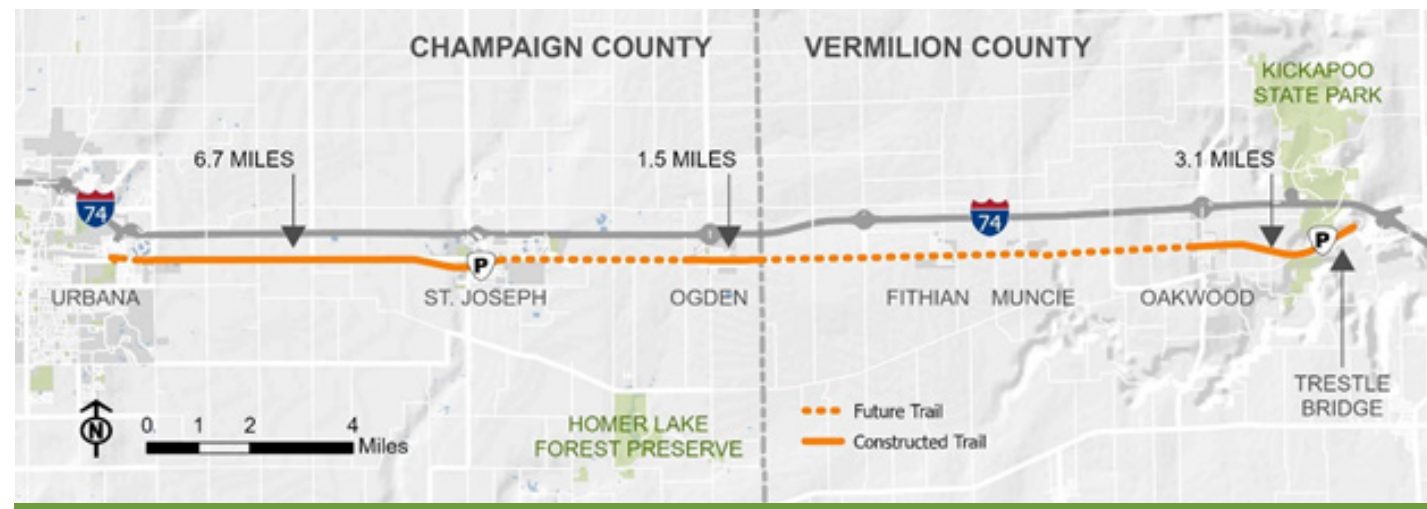 CHAMPAIGN COUNTY
VERMILION COUNTY
KICKAPOO
STATE PARK
6.7 MILES
1.5 MILES
3.1 MILES
74
74
P
P
URBANA
ST. JOSEPH
OGDEN
FITHIAN
MUNCIE
OAKWOOD
TRESTLE
BRIDGE
N
0 1 2 4
Miles
HOMER LAKE
FOREST PRESERVE
Future Trail
Constructed Trail